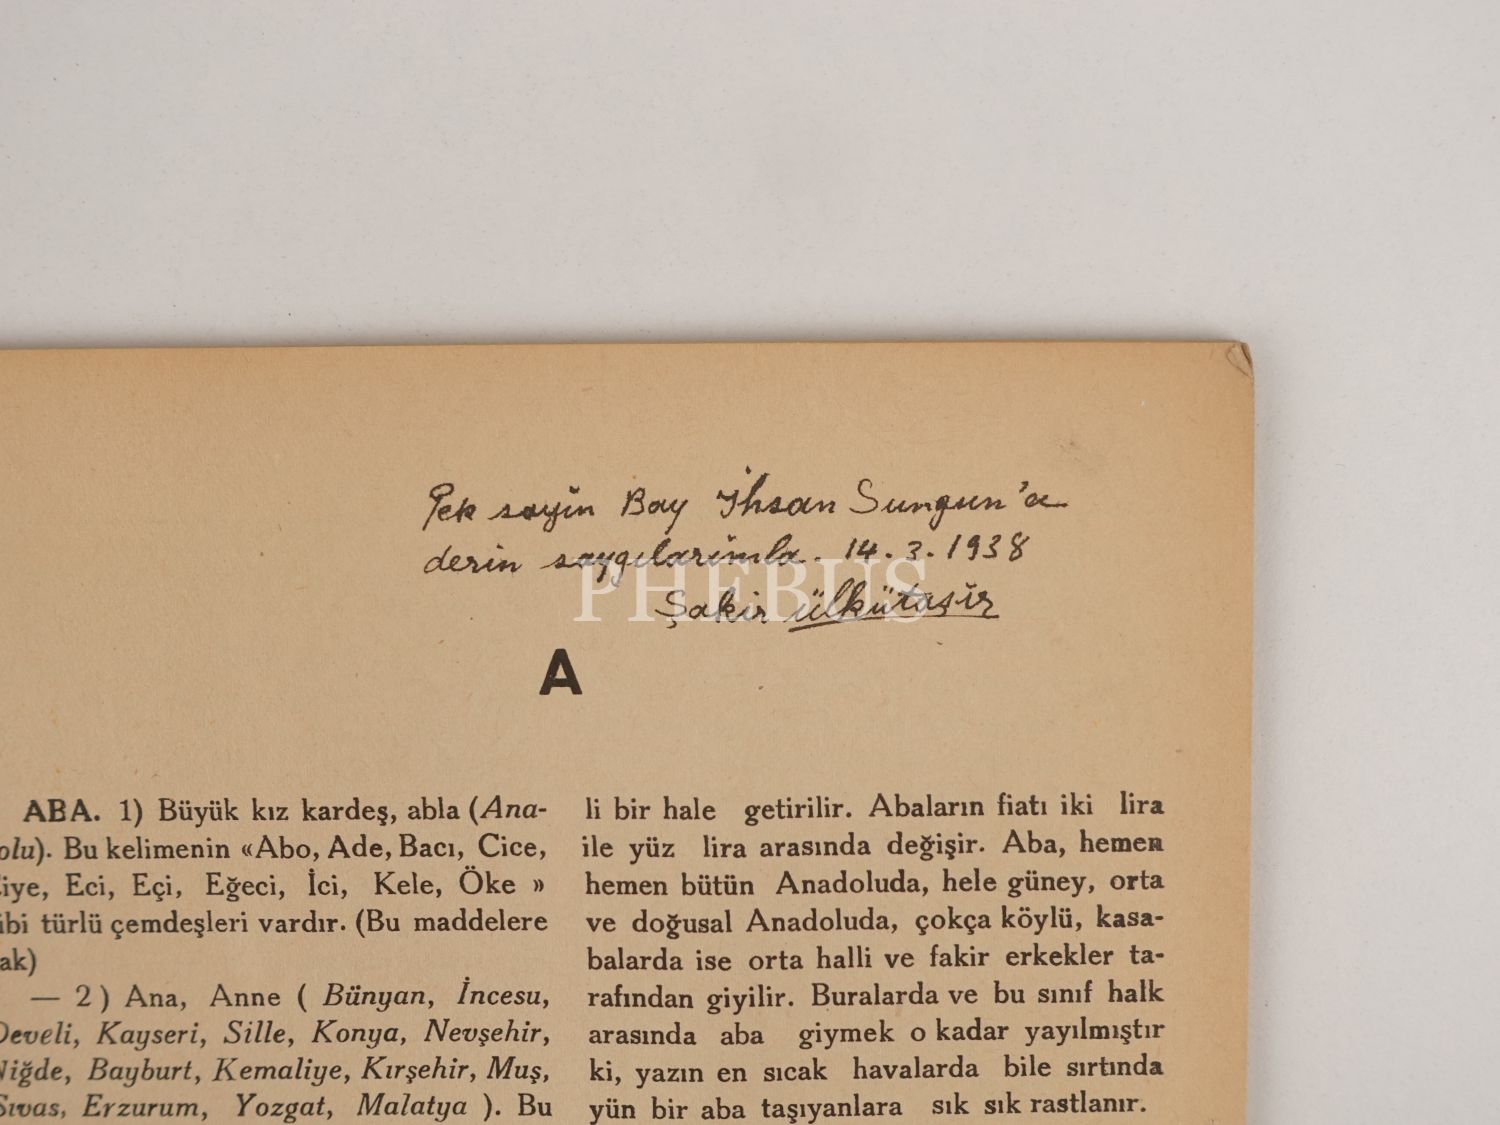 Pek sayın Bay İhsan Sungun'a
derin saygılarımla. 14.3.1938
Şakir Ülkütaşır
PHEBUS
A
ABA. 1) Büyük kız kardeş, abla (Ana-
olu). Bu kelimenin «Abo, Ade, Bacı, Cice,
iye, Eci, Eçi, Eğeci, İci, Kele, Öke »
ibi türlü çemdeşleri vardır. (Bu maddelere
ak)
— 2 ) Ana, Anne ( Bünyan, İncesu,
Develi, Kayseri, Sille, Konya, Nevşehir,
Niğde, Bayburt, Kemaliye, Kırşehir, Muş,
Sıvas, Erzurum, Yozgat, Malatya ). Bu
li bir hale getirilir. Abaların fiatı iki lira
ile yüz lira arasında değişir. Aba, hemen
hemen bütün Anadoluda, hele güney, orta
ve doğusal Anadoluda, çokça köylü, kasa-
balarda ise orta halli ve fakir erkekler ta-
rafından giyilir. Buralarda ve bu sınıf halk
arasında aba giymek o kadar yayılmıştır
ki, yazın en sıcak havalarda bile sırtında
yün bir aba taşıyanlara sık sık rastlanır.